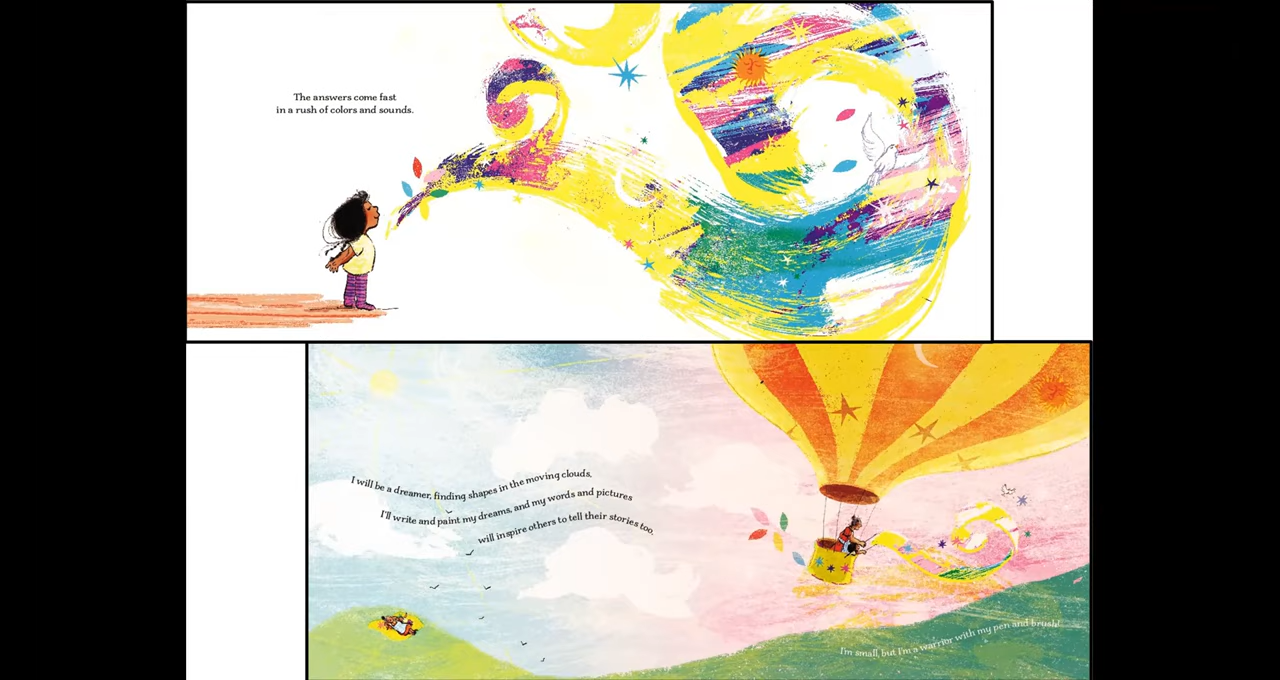 The answers come fast
in a rush of colors and sounds.
I will be a dreamer, finding shapes in the moving clouds.
I'll write and paint my dreams, and my words and pictures
will inspire others to tell their stories too.
I'm small, but I'm a warrior with my pen and brush!